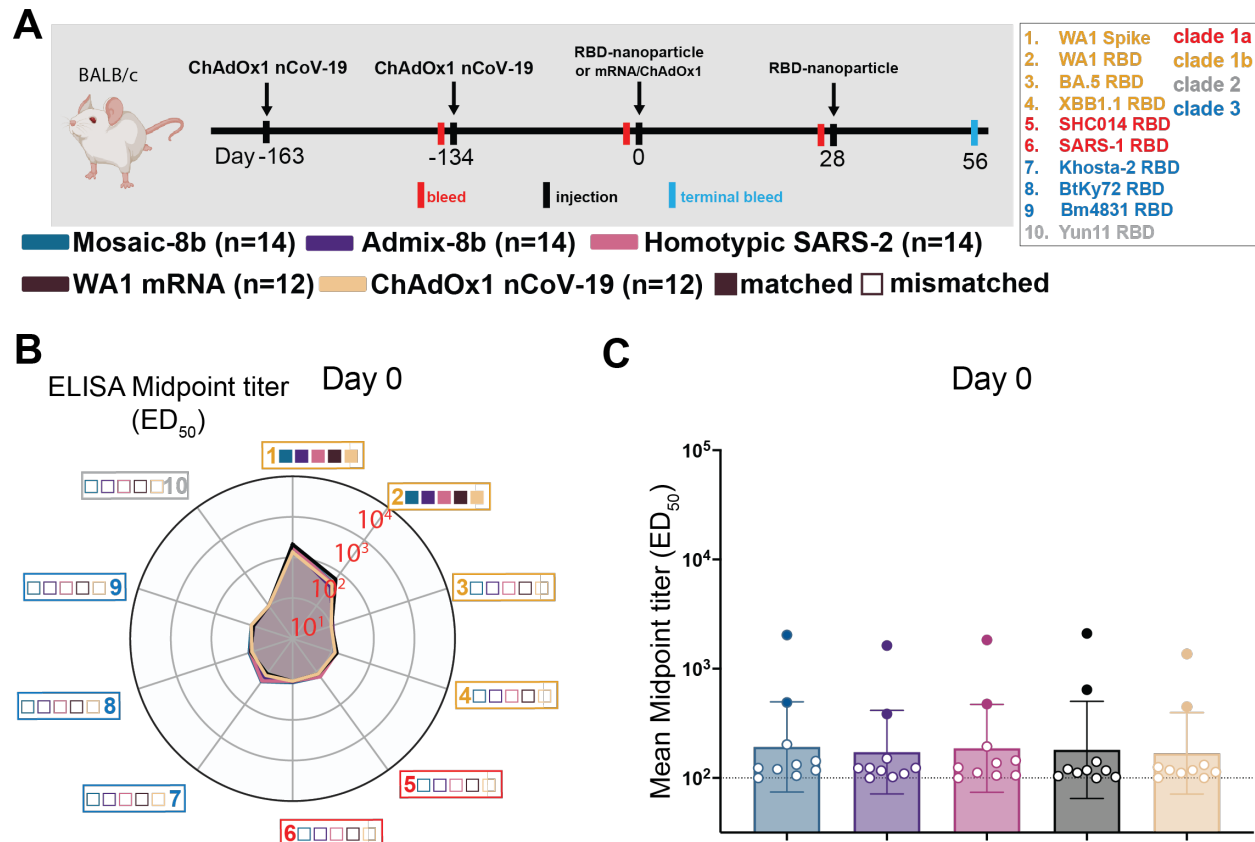 A
BALB/c
ChAdOx1 nCoV-19
ChAdOx1 nCoV-19
RBD-nanoparticle
or mRNA/ChAdOx1
RBD-nanoparticle
Day -163
-134
0
28
56
bleed
injection
terminal bleed
1. WA1 Spike
2. WA1 RBD
3. BA.5 RBD
4. XBB1.1 RBD
5. SHC014 RBD
6. SARS-1 RBD
7. Khosta-2 RBD
8. BtKy72 RBD
9 Bm4831 RBD
10. Yun11 RBD
clade 1a
clade 1b
clade 2
clade 3
Mosaic-8b (n=14)
Admix-8b (n=14)
Homotypic SARS-2 (n=14)
WA1 mRNA (n=12)
ChAdOx1 nCoV-19 (n=12)
matched
mismatched
B
ELISA Midpoint titer
(ED50)
Day 0
1
2
3
4
5
6
7
8
9
10
10⁴
10³
10²
10¹
C
Day 0
Mean Midpoint titer (ED50)
10⁵
10⁴
10³
10²